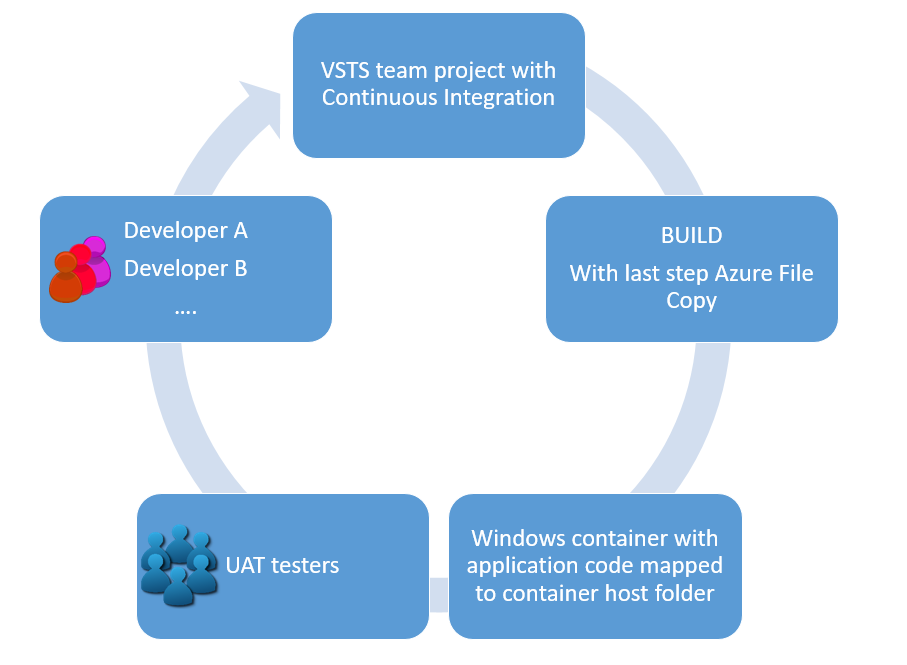 VSTS team project with
Continuous Integration
Developer A
Developer B
....
BUILD
With last step Azure File
Copy
UAT testers
Windows container with
application code mapped
to container host folder